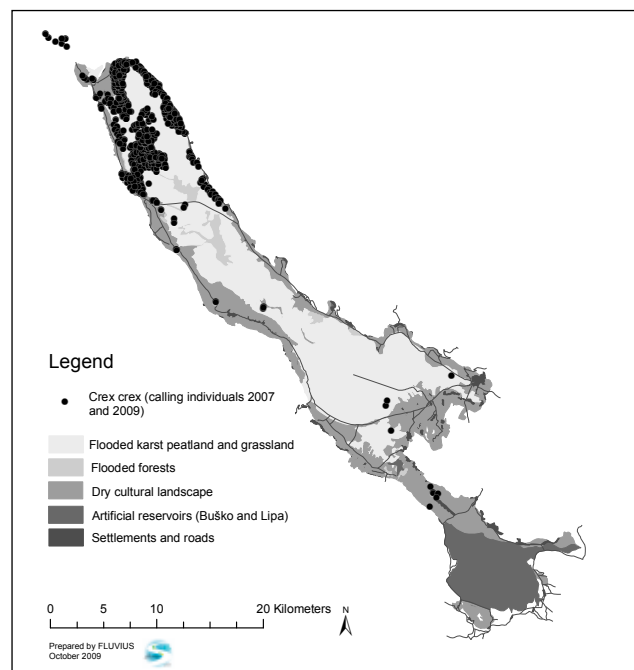 Legend
Crex crex (calling individuals 2007
and 2009)
Flooded karst peatland and grassland
Flooded forests
Dry cultural landscape
Artificial reservoirs (Buško and Lipa)
Settlements and roads
0 5 10 20 Kilometers
N
Prepared by FLUVIUS
October 2009